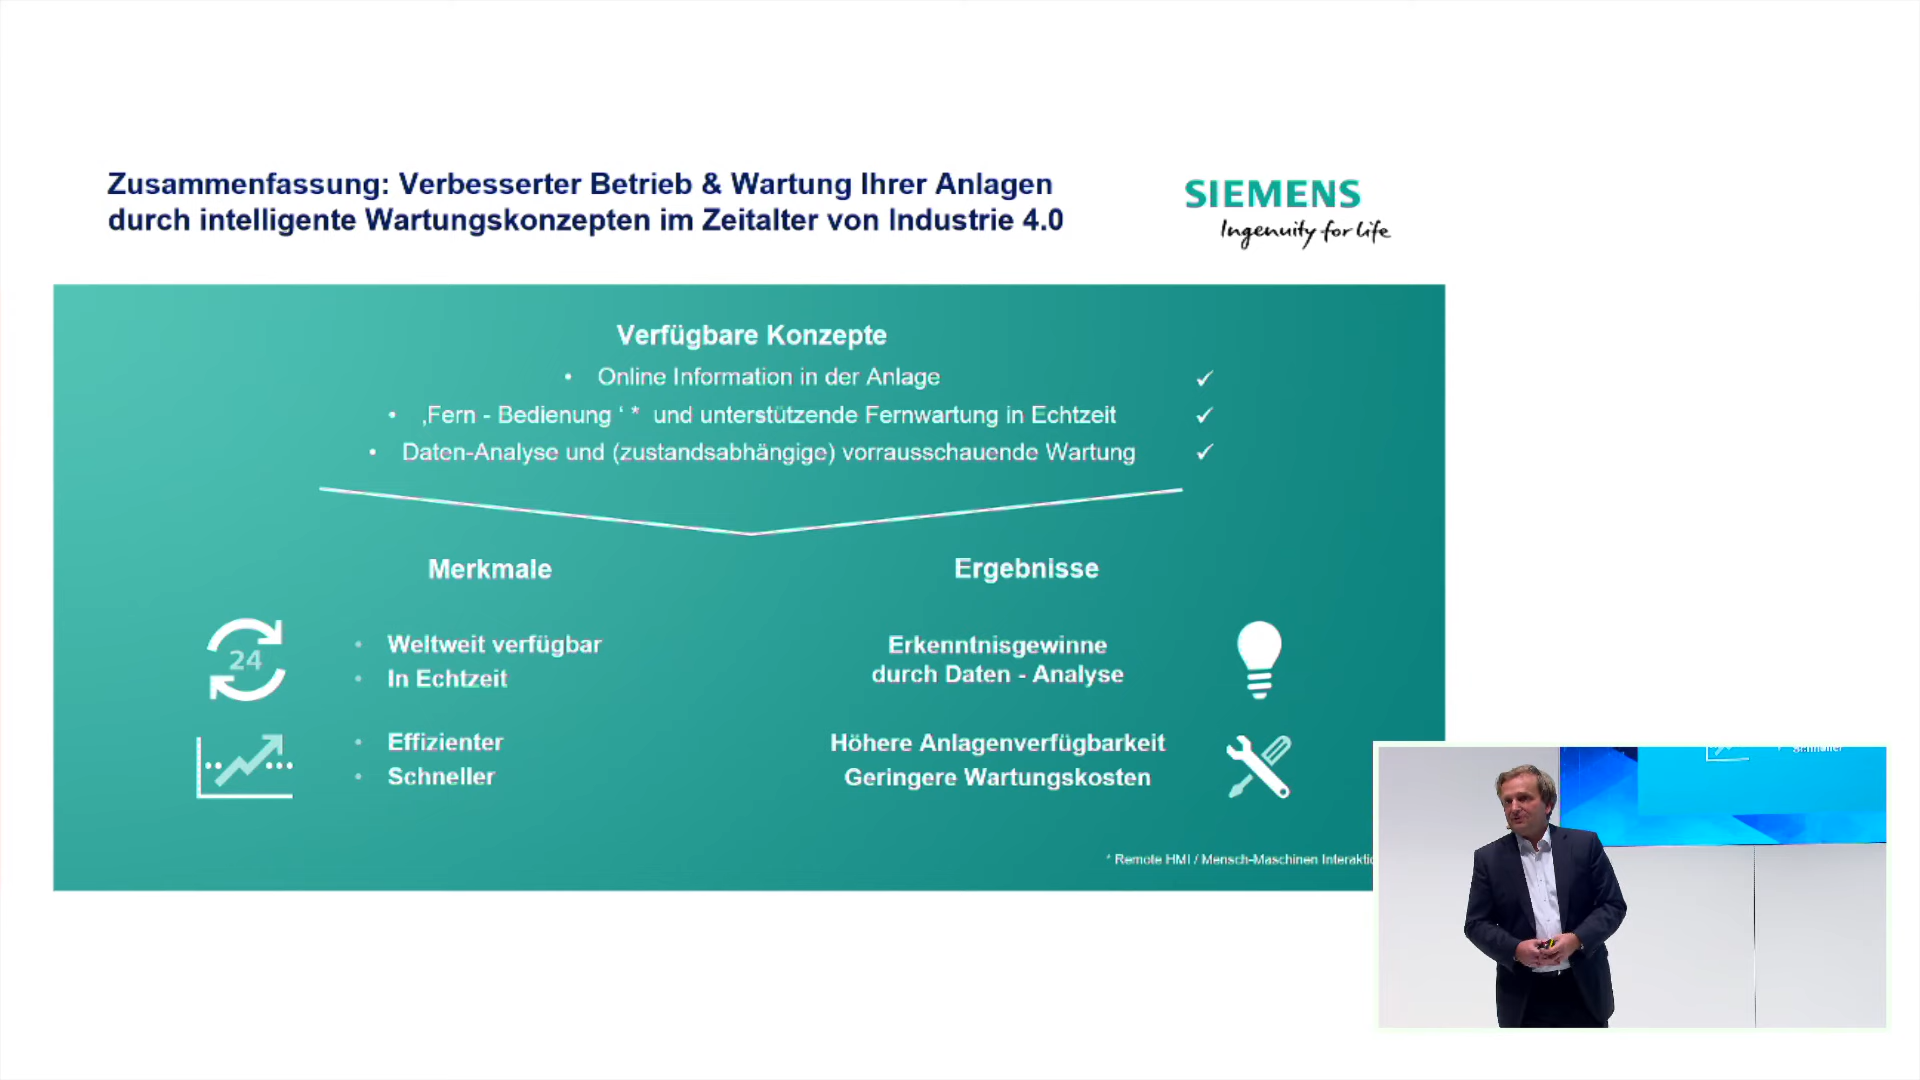 Zusammenfassung: Verbesserter Betrieb & Wartung Ihrer Anlagen
durch intelligente Wartungskonzepten im Zeitalter von Industrie 4.0
SIEMENS
Ingenuity for life
Verfügbare Konzepte
• Online Information in der Anlage ✓
• ‚Fern - Bedienung ‘ * und unterstützende Fernwartung in Echtzeit ✓
• Daten-Analyse und (zustandsabhängige) vorrausschauende Wartung ✓
Merkmale
24
• Weltweit verfügbar
• In Echtzeit
• Effizienter
• Schneller
Ergebnisse
Erkenntnisgewinne
durch Daten - Analyse
Höhere Anlagenverfügbarkeit
Geringere Wartungskosten
* Remote HMI / Mensch-Maschinen